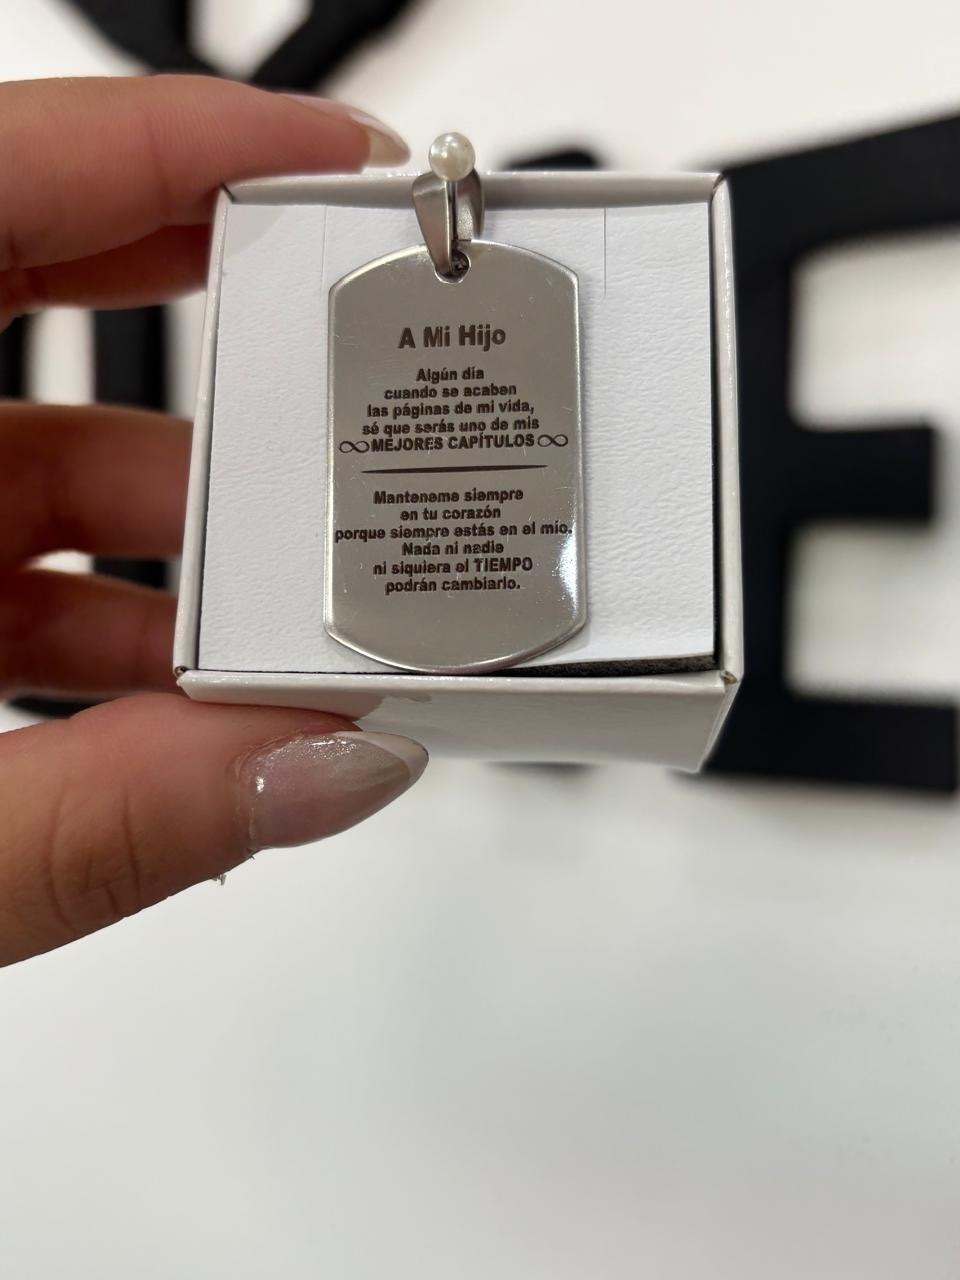 A Mi Hijo
Algún día
cuando se acaben
las páginas de mi vida,
sé que serás uno de mis
∞MEJORES CAPÍTULOS∞
Manteneme siempre
en tu corazón
porque siempre estás en el mío.
Nada ni nadie
ni siquiera el TIEMPO
podrán cambiarlo.